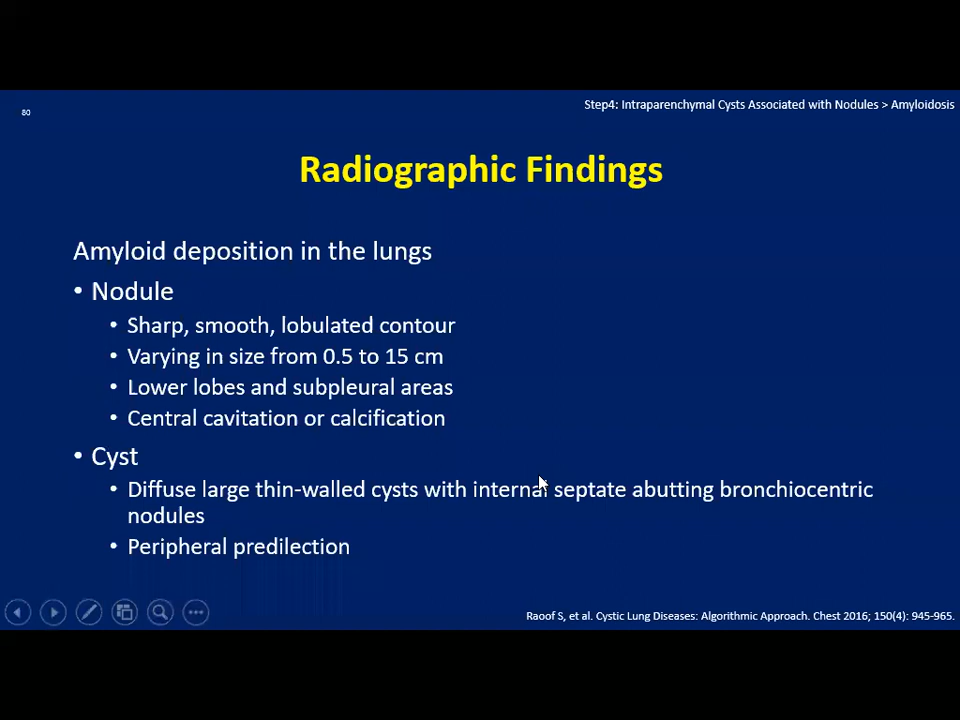 Step4: Intraparenchymal Cysts Associated with Nodules > Amyloidosis
80
Radiographic Findings
Amyloid deposition in the lungs
• Nodule
• Sharp, smooth, lobulated contour
• Varying in size from 0.5 to 15 cm
• Lower lobes and subpleural areas
• Central cavitation or calcification
• Cyst
• Diffuse large thin-walled cysts with internal septate abutting bronchiocentric
nodules
• Peripheral predilection
Raoof S, et al. Cystic Lung Diseases: Algorithmic Approach. Chest 2016; 150(4): 945-965.